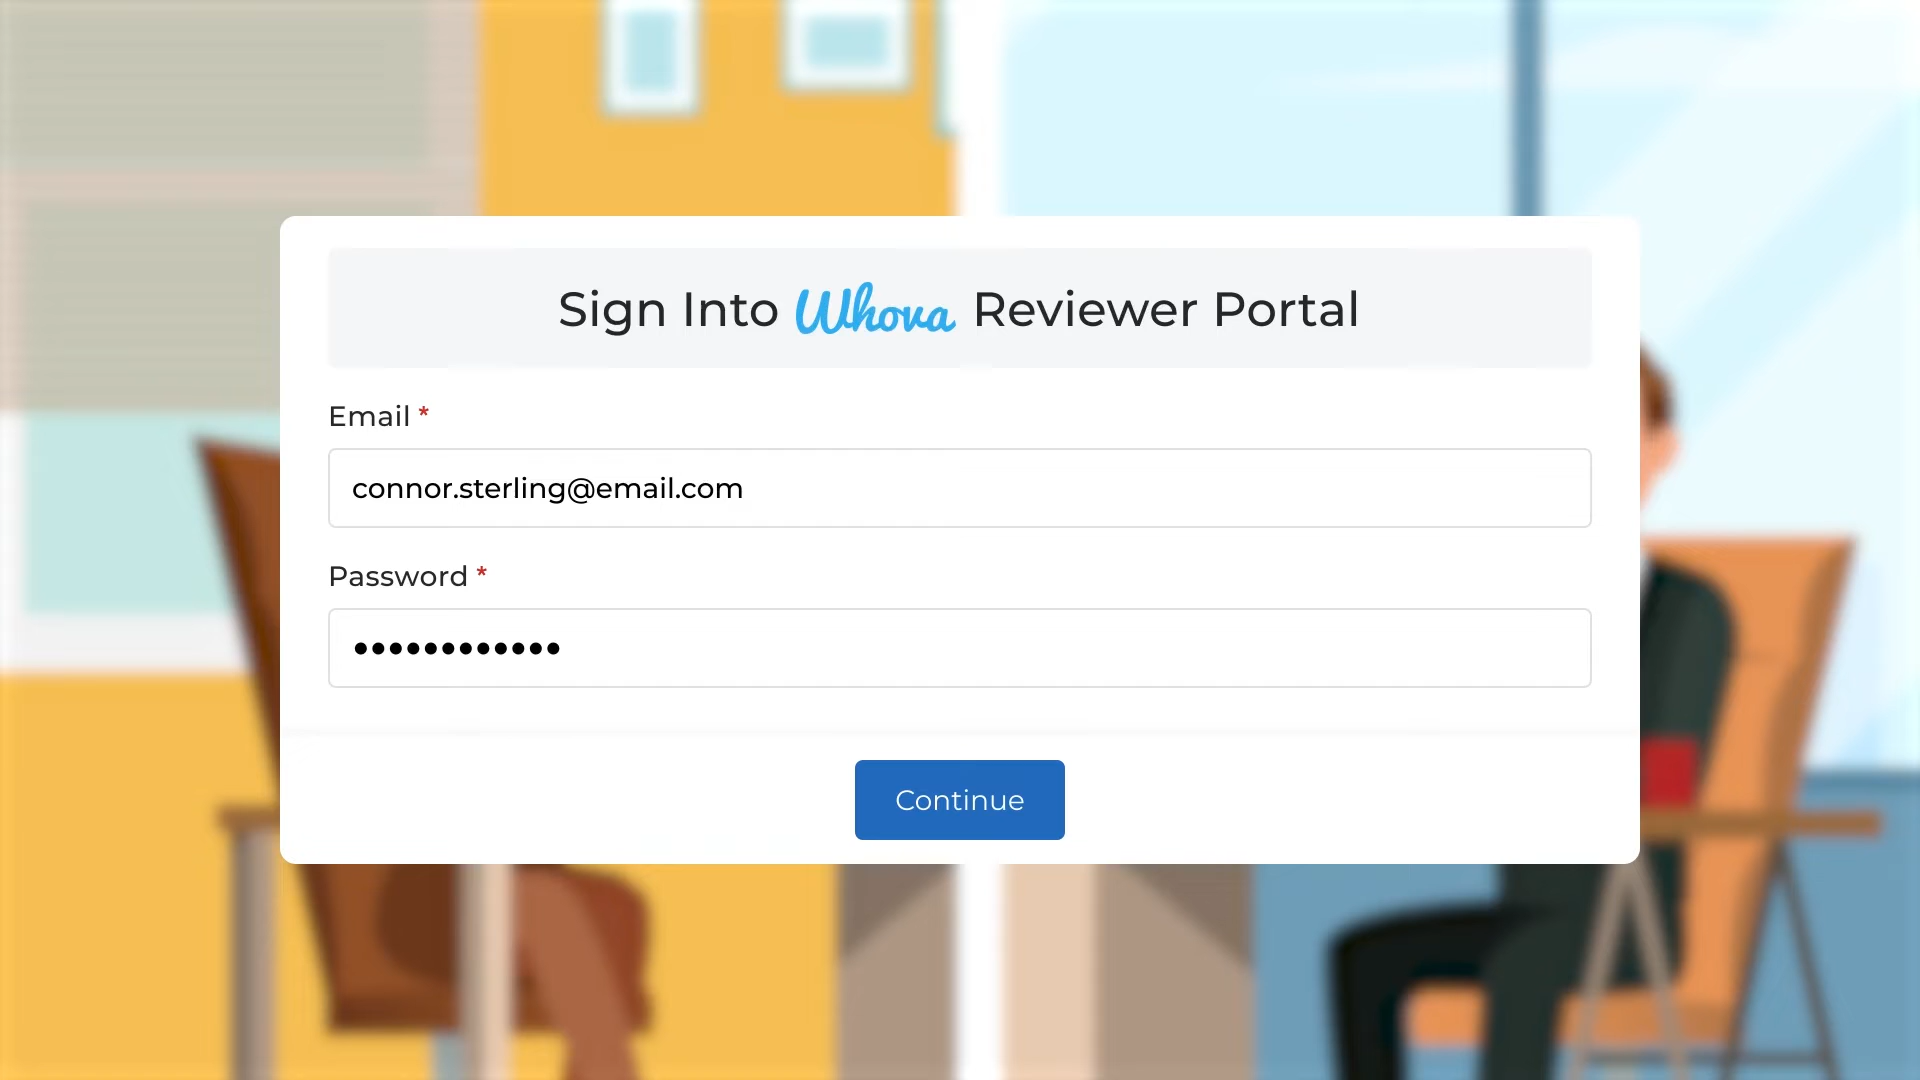 Sign Into Whova Reviewer Portal
Email *
connor.sterling@email.com
Password *
••••••••••••
Continue